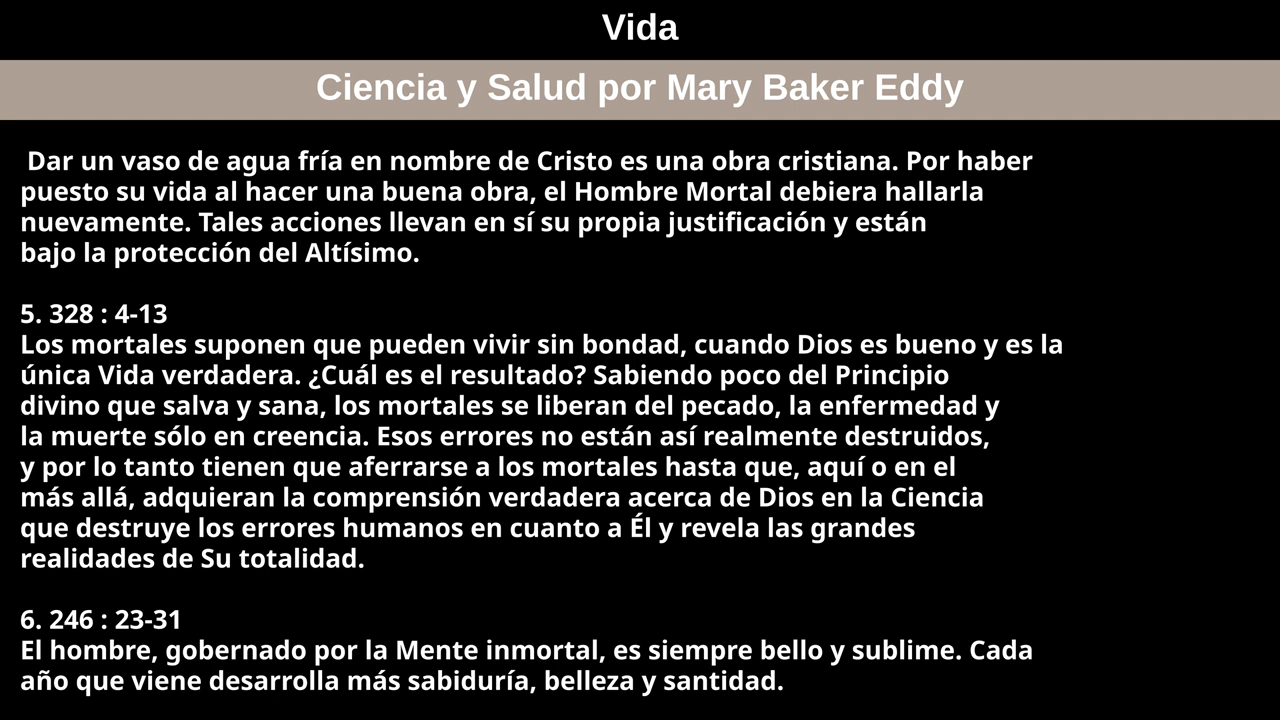 Vida
Ciencia y Salud por Mary Baker Eddy
Dar un vaso de agua fría en nombre de Cristo es una obra cristiana. Por haber
puesto su vida al hacer una buena obra, el Hombre Mortal debiera hallarla
nuevamente. Tales acciones llevan en sí su propia justificación y están
bajo la protección del Altísimo.
5. 328 : 4-13
Los mortales suponen que pueden vivir sin bondad, cuando Dios es bueno y es la
única Vida verdadera. ¿Cuál es el resultado? Sabiendo poco del Principio
divino que salva y sana, los mortales se liberan del pecado, la enfermedad y
la muerte sólo en creencia. Esos errores no están así realmente destruidos,
y por lo tanto tienen que aferrarse a los mortales hasta que, aquí o en el
más allá, adquieran la comprensión verdadera acerca de Dios en la Ciencia
que destruye los errores humanos en cuanto a Él y revela las grandes
realidades de Su totalidad.
6. 246 : 23-31
El hombre, gobernado por la Mente inmortal, es siempre bello y sublime. Cada
año que viene desarrolla más sabiduría, belleza y santidad.